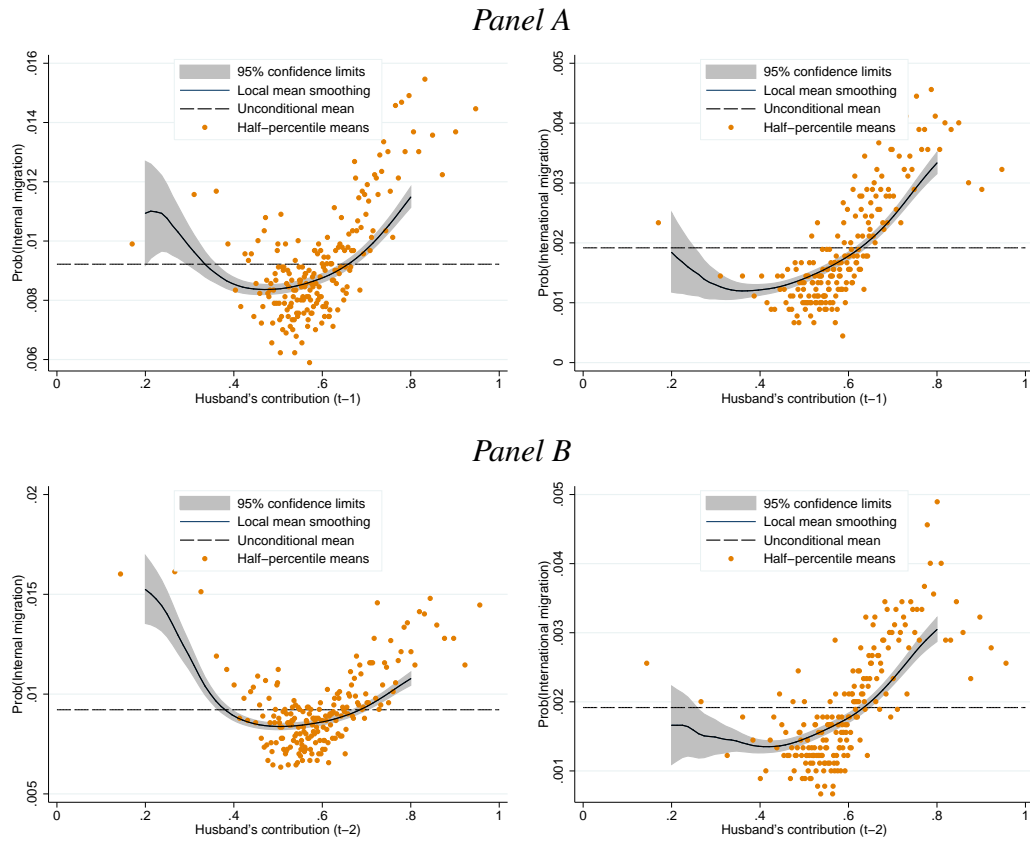 Panel A
.016
.014
.012
.01
.008
.006
Prob(Internal migration)
95% confidence limits
Local mean smoothing
Unconditional mean
Half−percentile means
0
.2
.4
.6
.8
1
Husband's contribution (t−1)
.005
.004
.003
.002
.001
0
Prob(International migration)
95% confidence limits
Local mean smoothing
Unconditional mean
Half−percentile means
0
.2
.4
.6
.8
1
Husband's contribution (t−1)
Panel B
.02
.015
.01
.005
Prob(Internal migration)
95% confidence limits
Local mean smoothing
Unconditional mean
Half−percentile means
0
.2
.4
.6
.8
1
Husband's contribution (t−2)
.005
.004
.003
.002
.001
Prob(International migration)
95% confidence limits
Local mean smoothing
Unconditional mean
Half−percentile means
0
.2
.4
.6
.8
1
Husband's contribution (t−2)